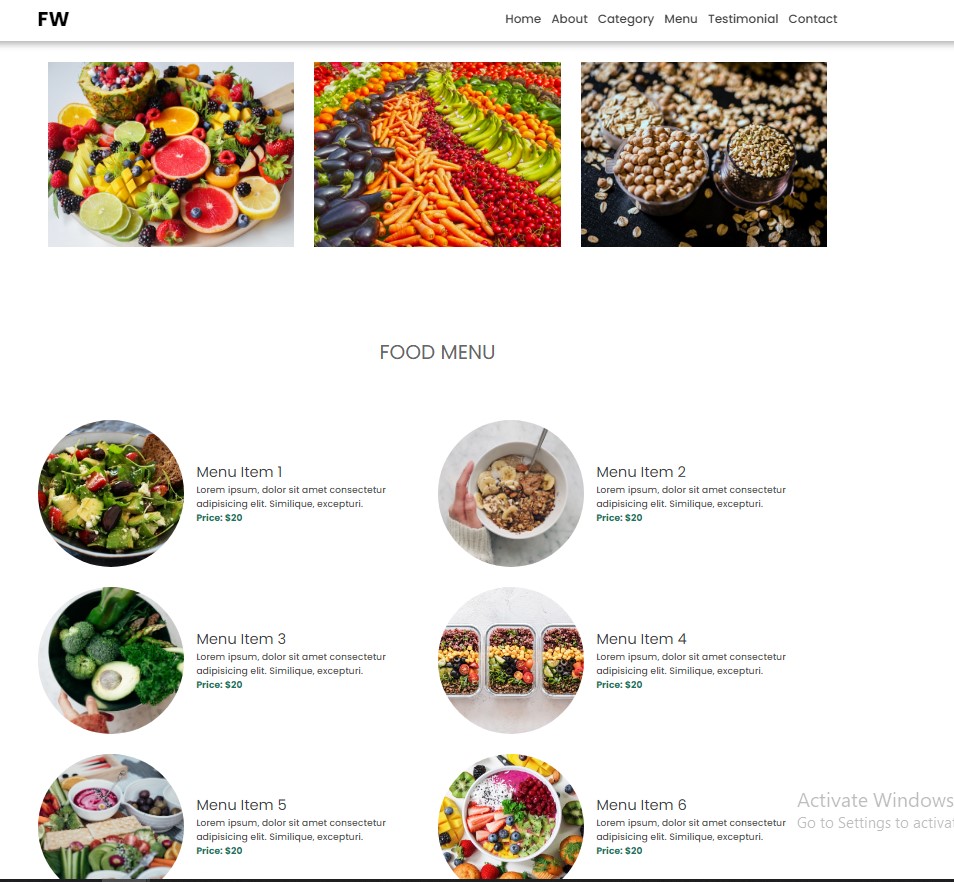 FW
Home About Category Menu Testimonial Contact
FOOD MENU
Menu Item 1
Lorem ipsum, dolor sit amet consectetur
adipisicing elit. Similique, excepturi.
Price: $20
Menu Item 2
Lorem ipsum, dolor sit amet consectetur
adipisicing elit. Similique, excepturi.
Price: $20
Menu Item 3
Lorem ipsum, dolor sit amet consectetur
adipisicing elit. Similique, excepturi.
Price: $20
Menu Item 4
Lorem ipsum, dolor sit amet consectetur
adipisicing elit. Similique, excepturi.
Price: $20
Menu Item 5
Lorem ipsum, dolor sit amet consectetur
adipisicing elit. Similique, excepturi.
Price: $20
Menu Item 6
Lorem ipsum, dolor sit amet consectetur
adipisicing elit. Similique, excepturi.
Price: $20
Activate Windows
Go to Settings to activat